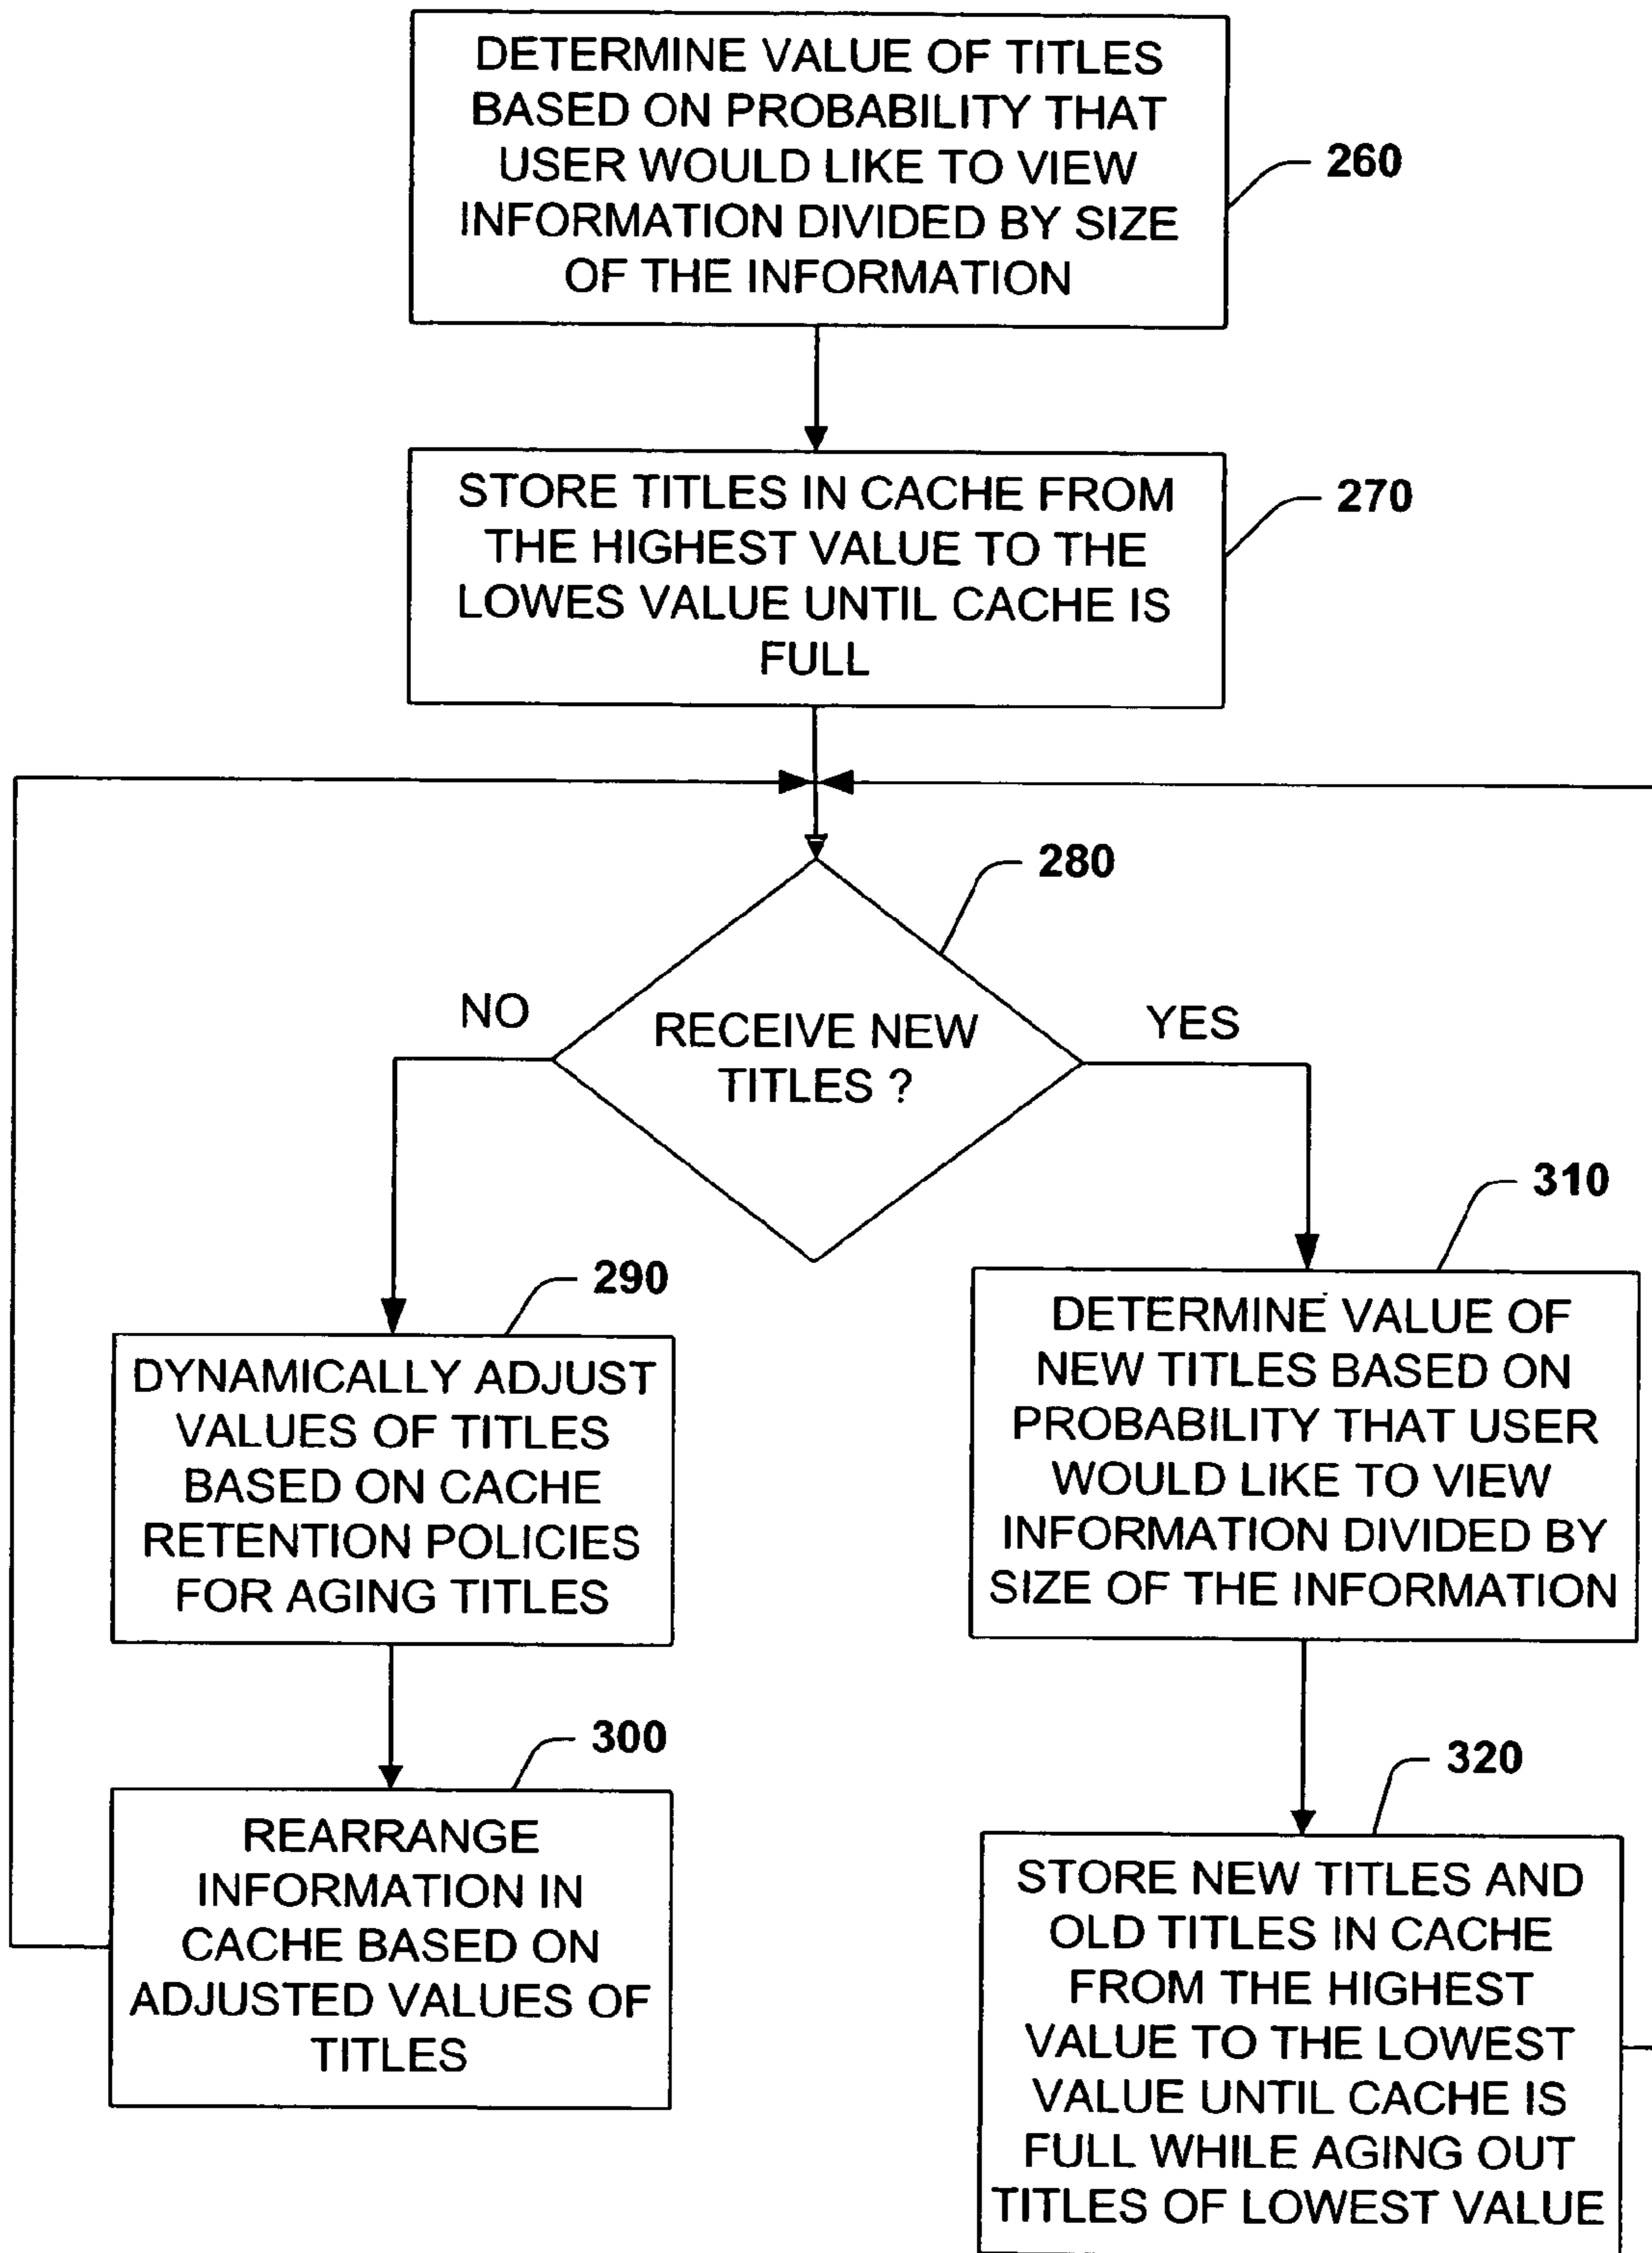 DETERMINE VALUE OF TITLES
BASED ON PROBABILITY THAT
USER WOULD LIKE TO VIEW
INFORMATION DIVIDED BY SIZE
OF THE INFORMATION
260
STORE TITLES IN CACHE FROM
THE HIGHEST VALUE TO THE
LOWES VALUE UNTIL CACHE IS
FULL
270
280
RECEIVE NEW
TITLES ?
NO
YES
290
DYNAMICALLY ADJUST
VALUES OF TITLES
BASED ON CACHE
RETENTION POLICIES
FOR AGING TITLES
310
DETERMINE VALUE OF
NEW TITLES BASED ON
PROBABILITY THAT USER
WOULD LIKE TO VIEW
INFORMATION DIVIDED BY
SIZE OF THE INFORMATION
300
REARRANGE
INFORMATION IN
CACHE BASED ON
ADJUSTED VALUES OF
TITLES
320
STORE NEW TITLES AND
OLD TITLES IN CACHE
FROM THE HIGHEST
VALUE TO THE LOWEST
VALUE UNTIL CACHE IS
FULL WHILE AGING OUT
TITLES OF LOWEST VALUE